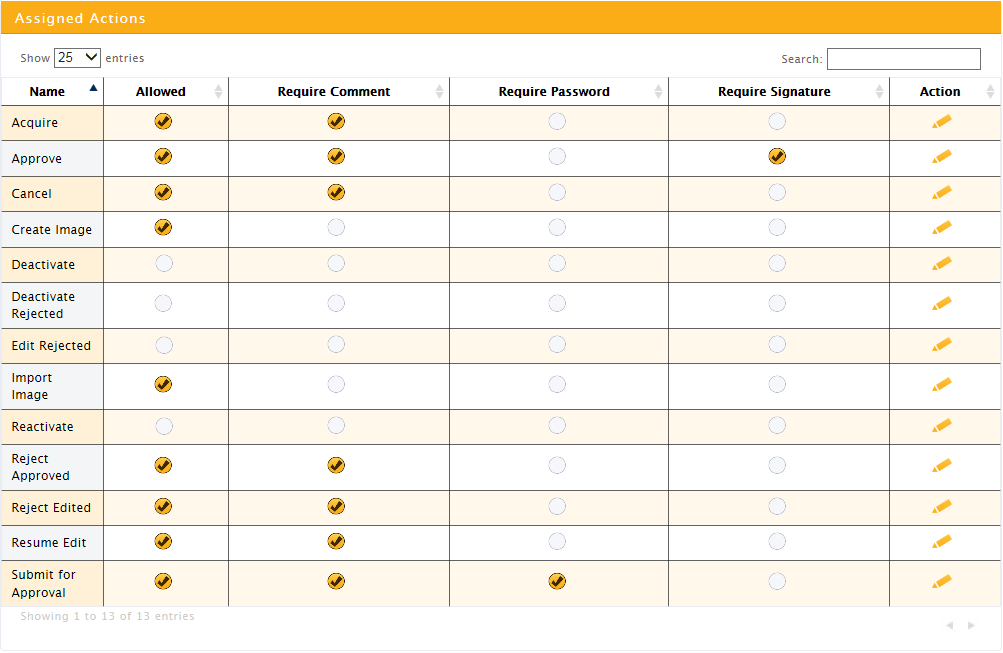 Assigned Actions
Show 25 entries Search:
Name Allowed Require Comment Require Password Require Signature Action
Acquire
Approve
Cancel
Create Image
Deactivate
Deactivate
Rejected
Edit Rejected
Import
Image
Reactivate
Reject
Approved
Reject Edited
Resume Edit
Submit for
Approval
Showing 1 to 13 of 13 entries